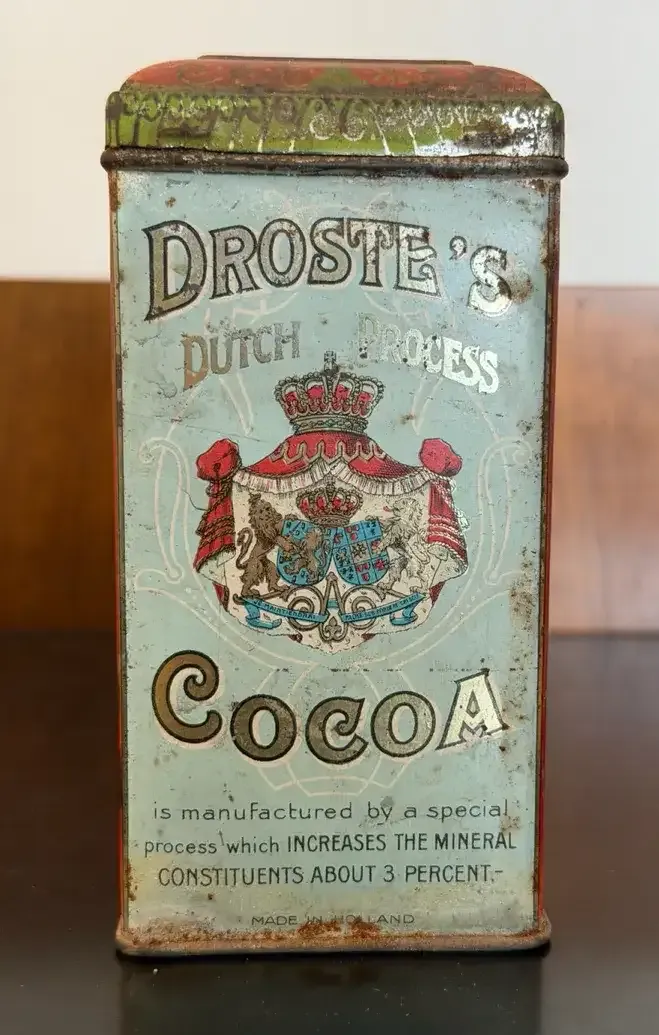 DROSTE'S
DUTCH PROCESS
COCOA
is manufactured by a special
process which INCREASES THE MINERAL
CONSTITUENTS ABOUT 3 PERCENT.-
MADE IN HOLLAND